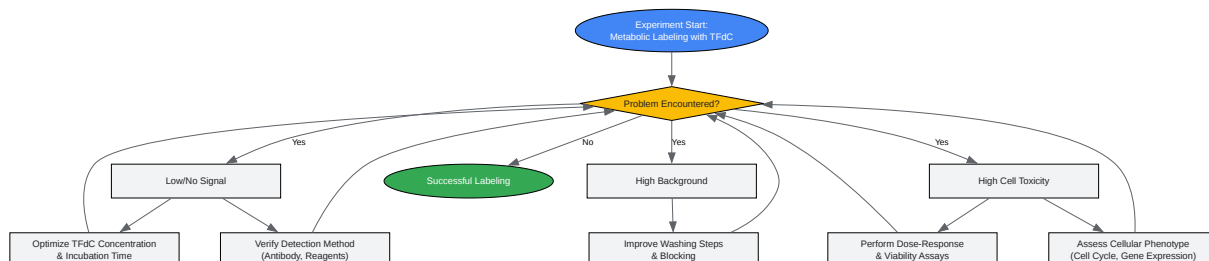 Experiment Start:
Metabolic Labeling with TFdC
Problem Encountered?
Yes
No
Yes
Yes
Low/No Signal
Successful Labeling
High Background
High Cell Toxicity
Optimize TFdC Concentration
& Incubation Time
Verify Detection Method
(Antibody, Reagents)
Improve Washing Steps
& Blocking
Perform Dose-Response
& Viability Assays
Assess Cellular Phenotype
(Cell Cycle, Gene Expression)